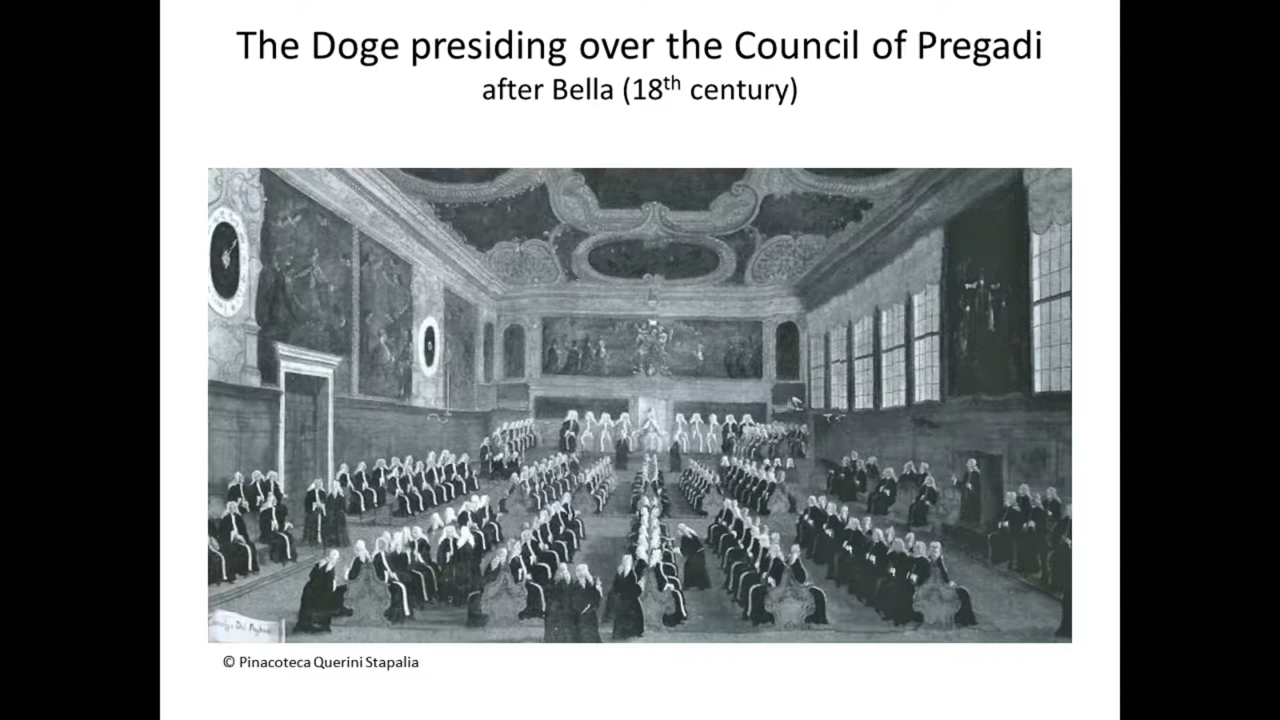 The Doge presiding over the Council of Pregadi
after Bella (18th century)
© Pinacoteca Querini Stapalia